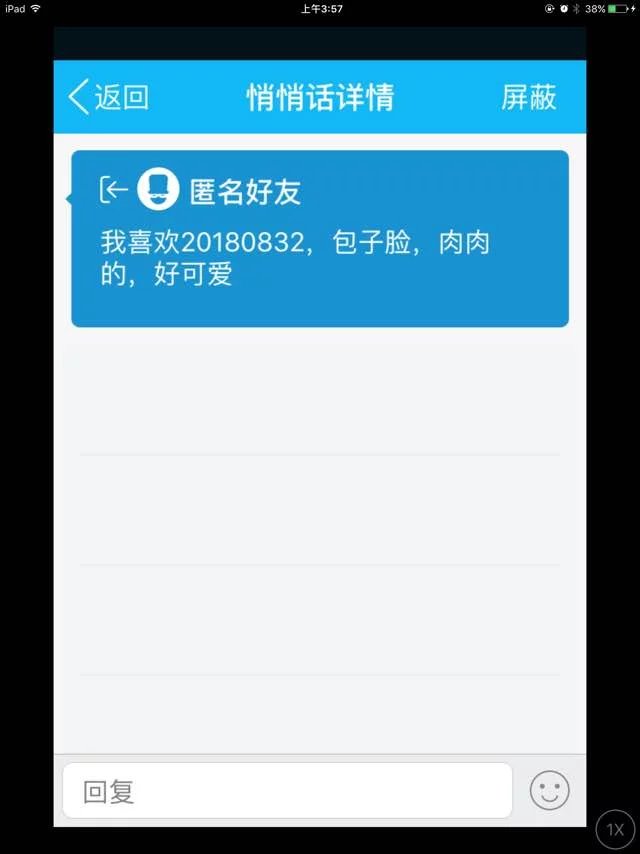 iPad
上午3:57
38%
返回
悄悄话详情
屏蔽
匿名好友
我喜欢20180832，包子脸，肉肉
的，好可爱
回复
1X